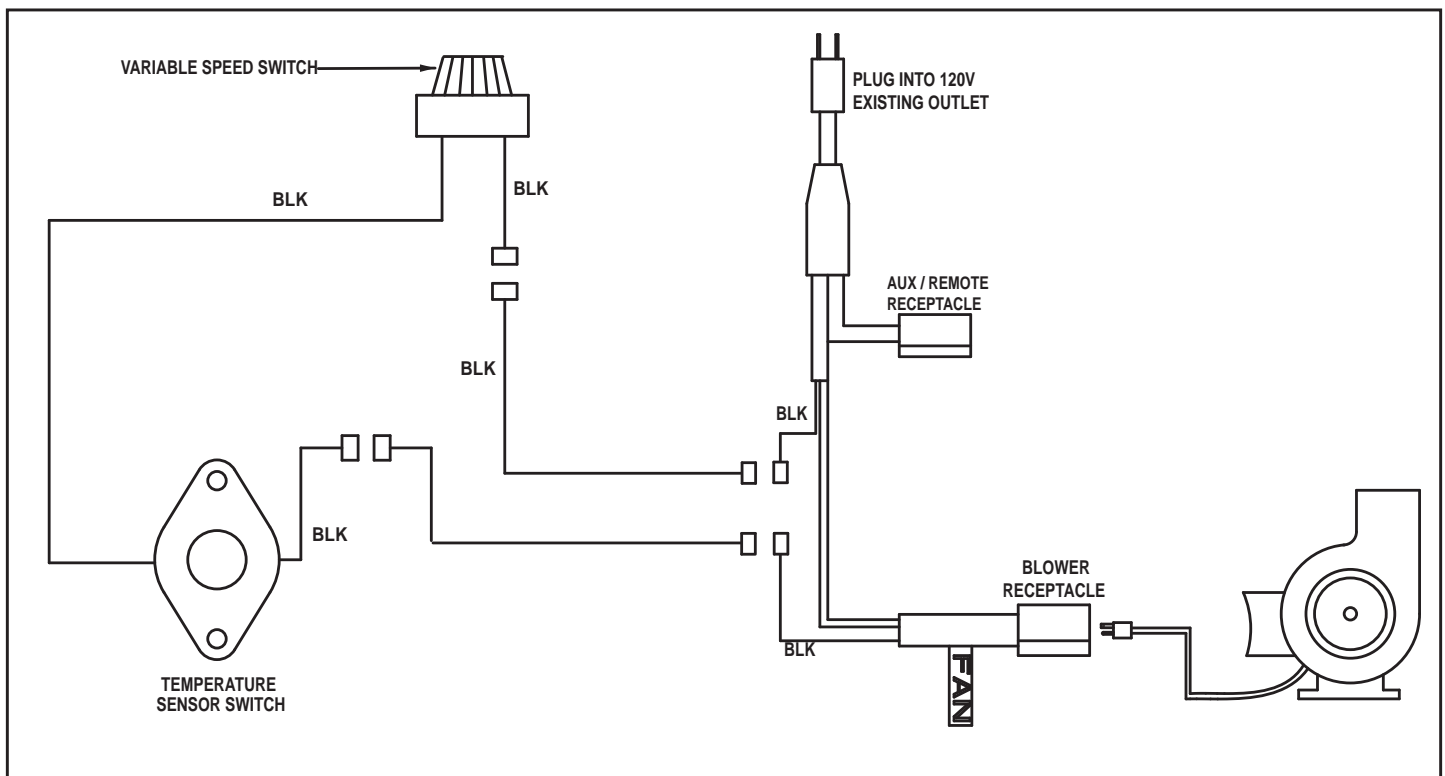 VARIABLE SPEED SWITCH
PLUG INTO 120V
EXISTING OUTLET
BLK
BLK
AUX / REMOTE
RECEPTACLE
BLK
BLK
BLK
BLOWER
RECEPTACLE
BLK
FAN
TEMPERATURE
SENSOR SWITCH